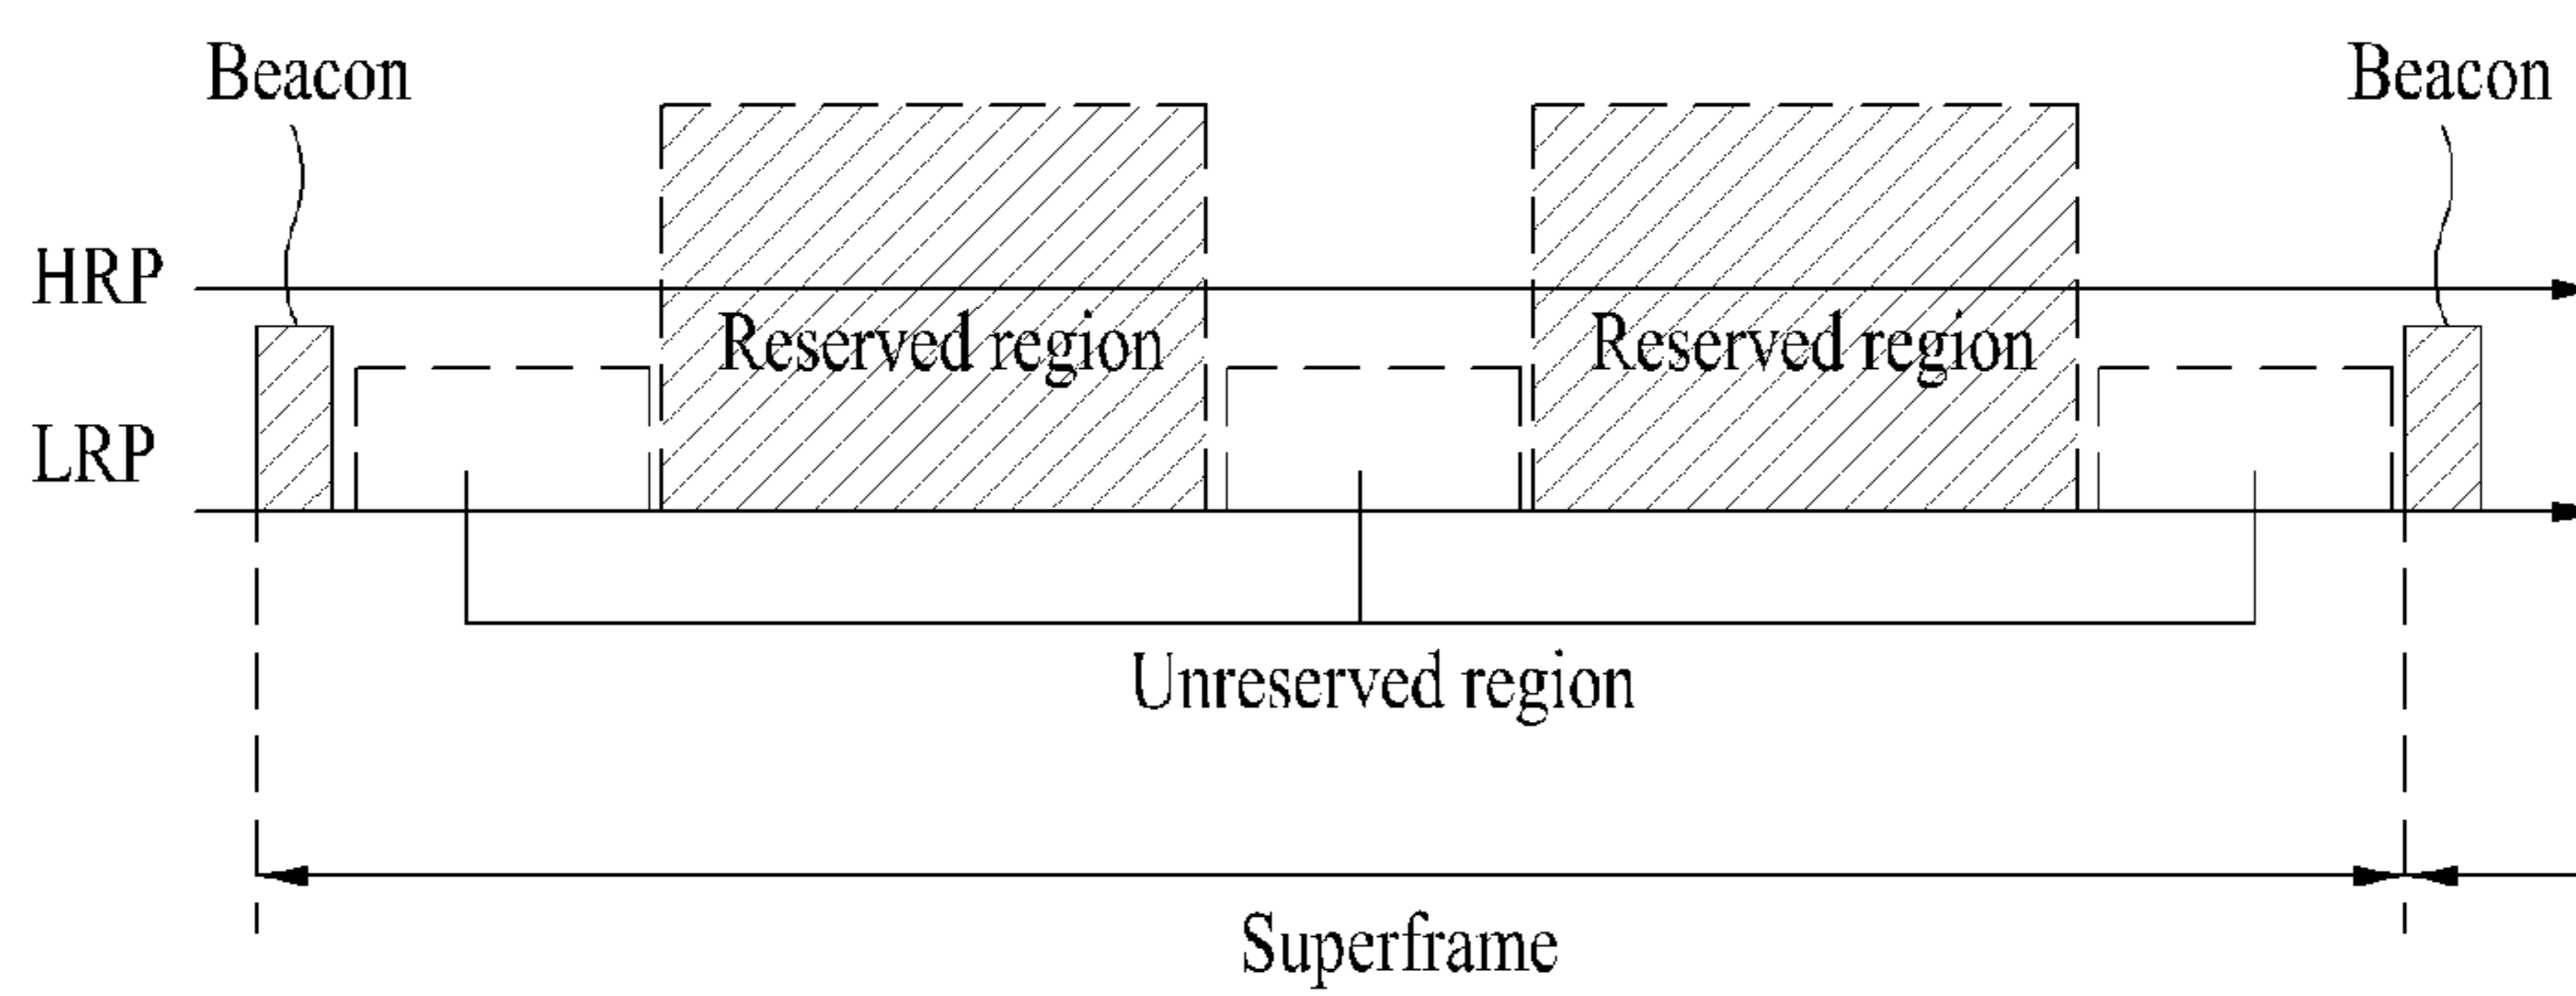 Beacon
Beacon
HRP
Reserved region
Reserved region
LRP
Unreserved region
Superframe